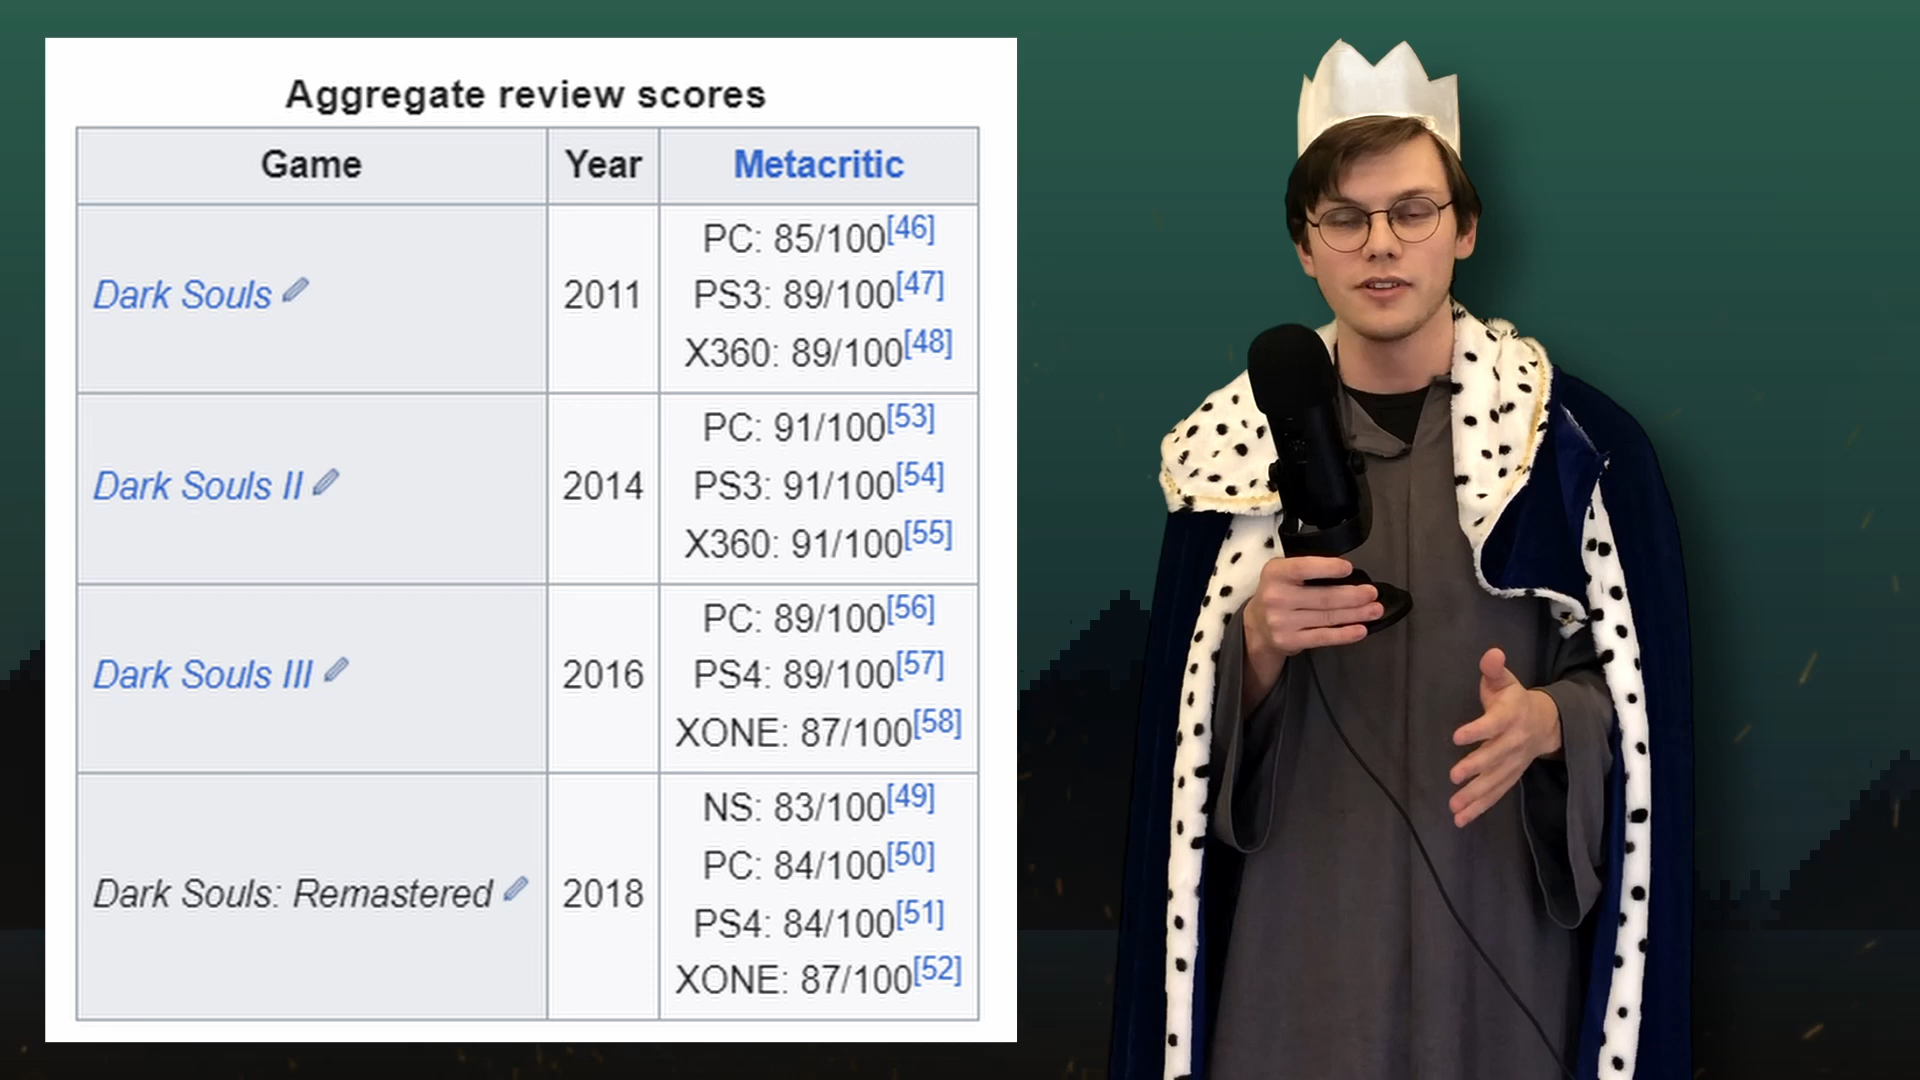 Aggregate review scores
Game Year Metacritic
Dark Souls 2011 PC: 85/100[46]
PS3: 89/100[47]
X360: 89/100[48]
Dark Souls II 2014 PC: 91/100[53]
PS3: 91/100[54]
X360: 91/100[55]
Dark Souls III 2016 PC: 89/100[56]
PS4: 89/100[57]
XONE: 87/100[58]
Dark Souls: Remastered 2018 NS: 83/100[49]
PC: 84/100[50]
PS4: 84/100[51]
XONE: 87/100[52]